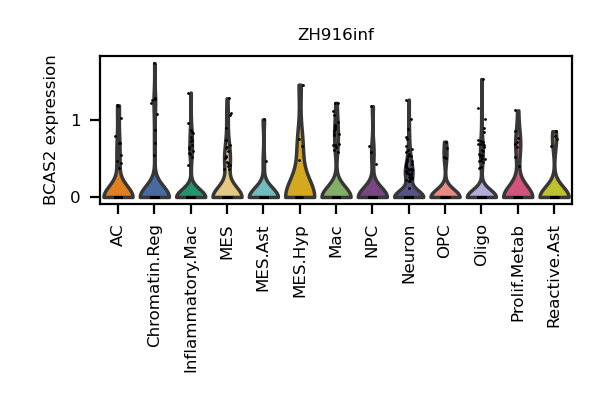 ZH916inf
BCAS2 expression
1
0
AC
Chromatin.Reg
Inflammatory.Mac
MES
MES.Ast
MES.Hyp
Mac
NPC
Neuron
OPC
Oligo
Prolif.Metab
Reactive.Ast